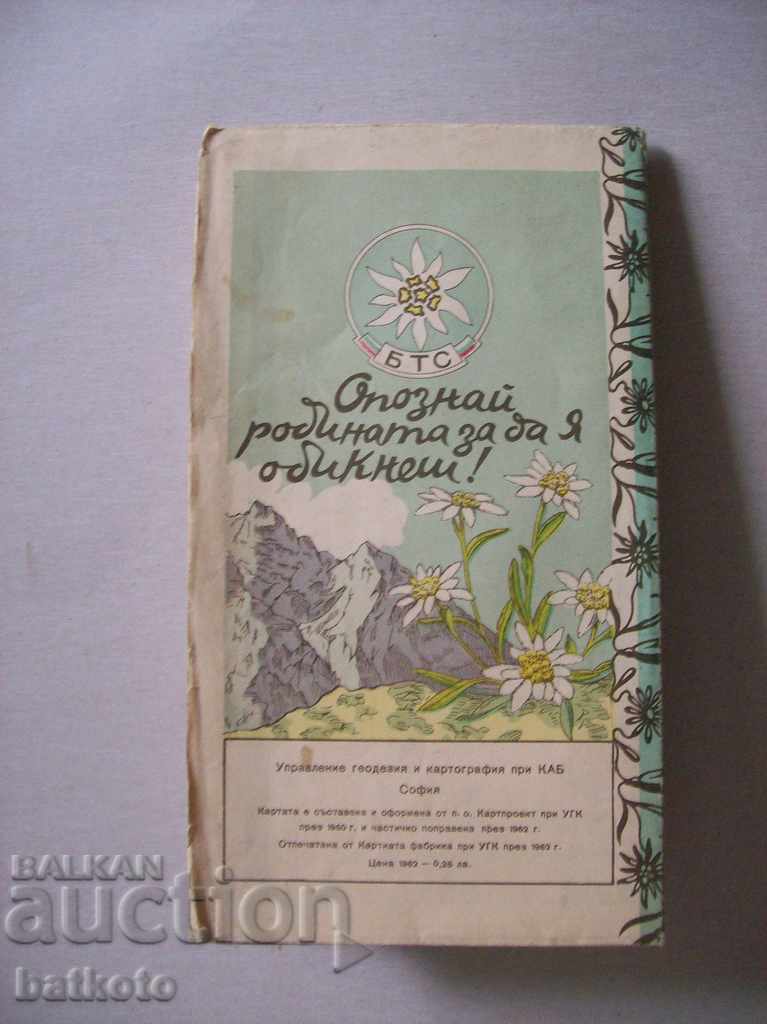 БТС
Опознай
родината за да я
обикнеш!
Управление геодезия и картография при КАБ
София
Картата е съставена и оформена от п. о. Картпроект при УГК
през 1960 г. и частично поправена през 1962 г.
Отпечатана от Картната фабрика при УГК през 1962 г.
Цена 1962 — 0,25 лв.
BALKAN
auction
batkoto